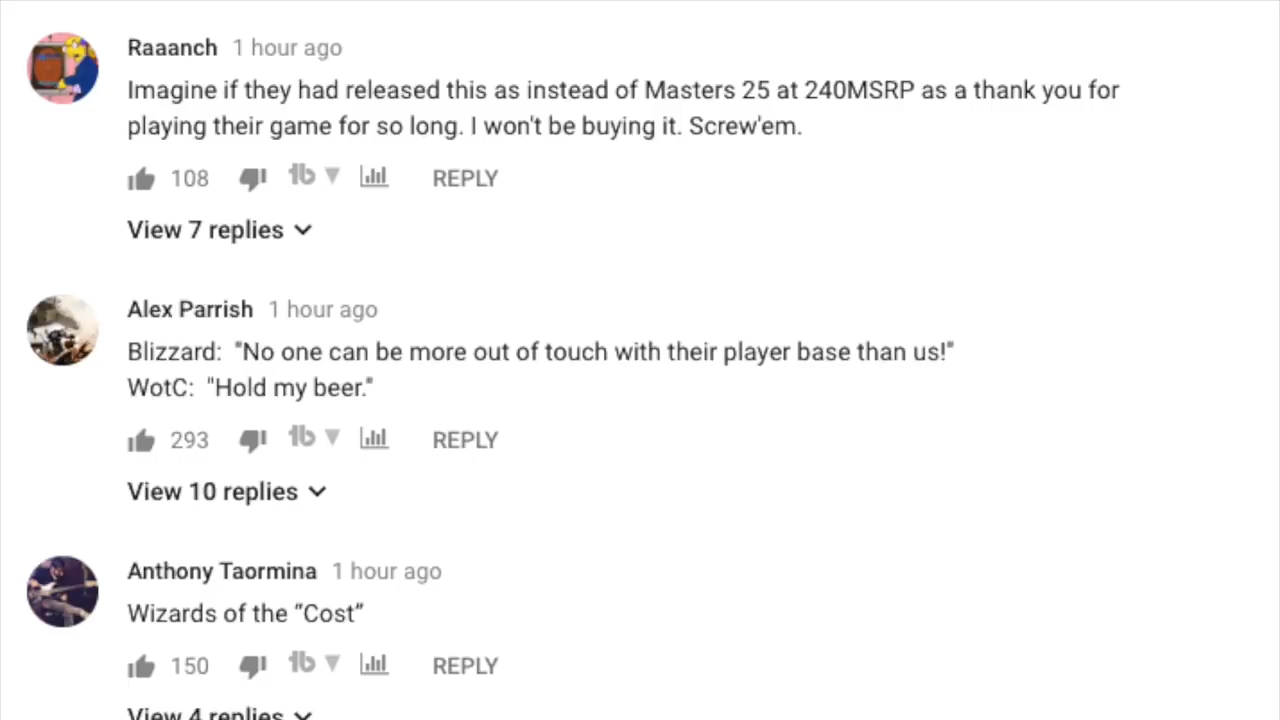 Raaanch 1 hour ago
Imagine if they had released this as instead of Masters 25 at 240MSRP as a thank you for
playing their game for so long. I won't be buying it. Screw'em.
108 REPLY
View 7 replies
Alex Parrish 1 hour ago
Blizzard: "No one can be more out of touch with their player base than us!"
WotC: "Hold my beer."
293 REPLY
View 10 replies
Anthony Taormina 1 hour ago
Wizards of the “Cost”
150 REPLY
View 4 replies